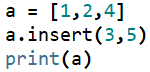 a = [1,2,4]
a.insert(3,5)
print(a)